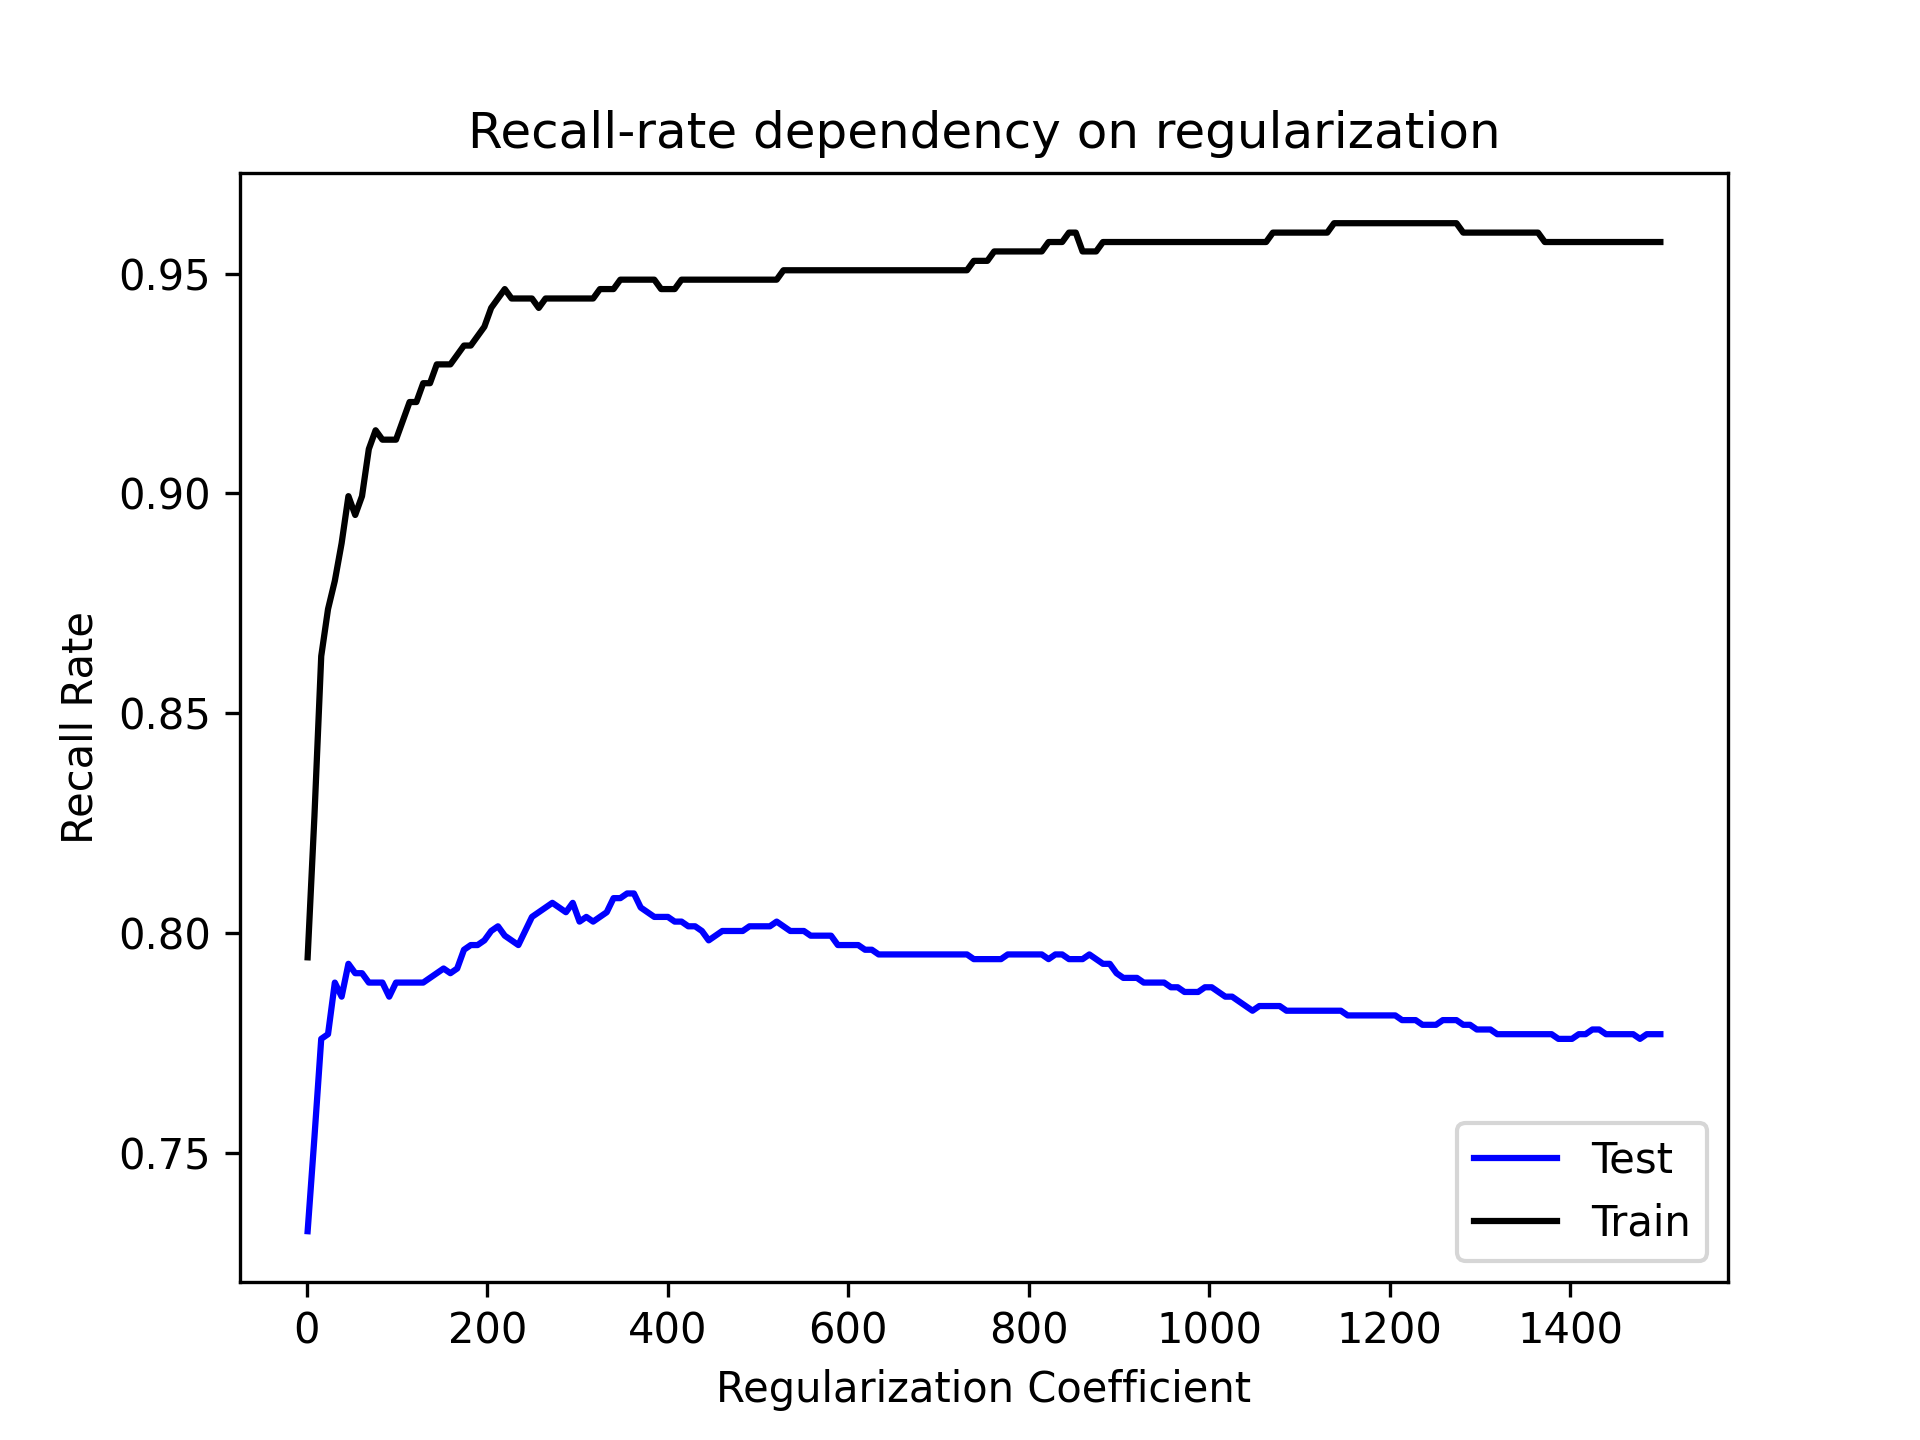 Recall-rate dependency on regularization
Recall Rate
0.95
0.90
0.85
0.80
0.75
Test
Train
0 200 400 600 800 1000 1200 1400
Regularization Coefficient